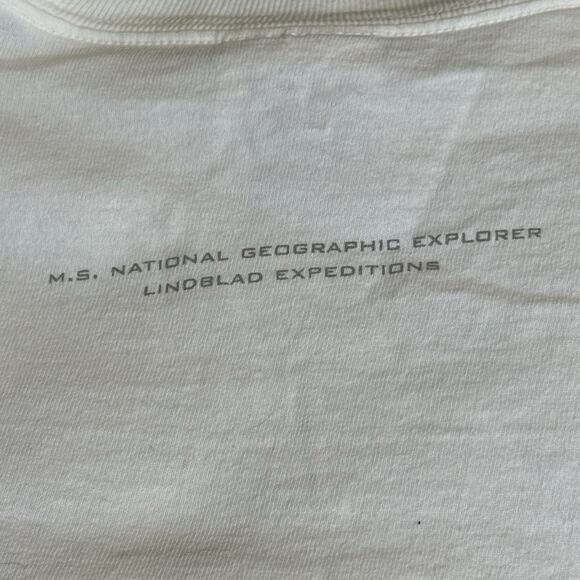 M.S. NATIONAL GEOGRAPHIC EXPLORER
LINDBLAD EXPEDITIONS